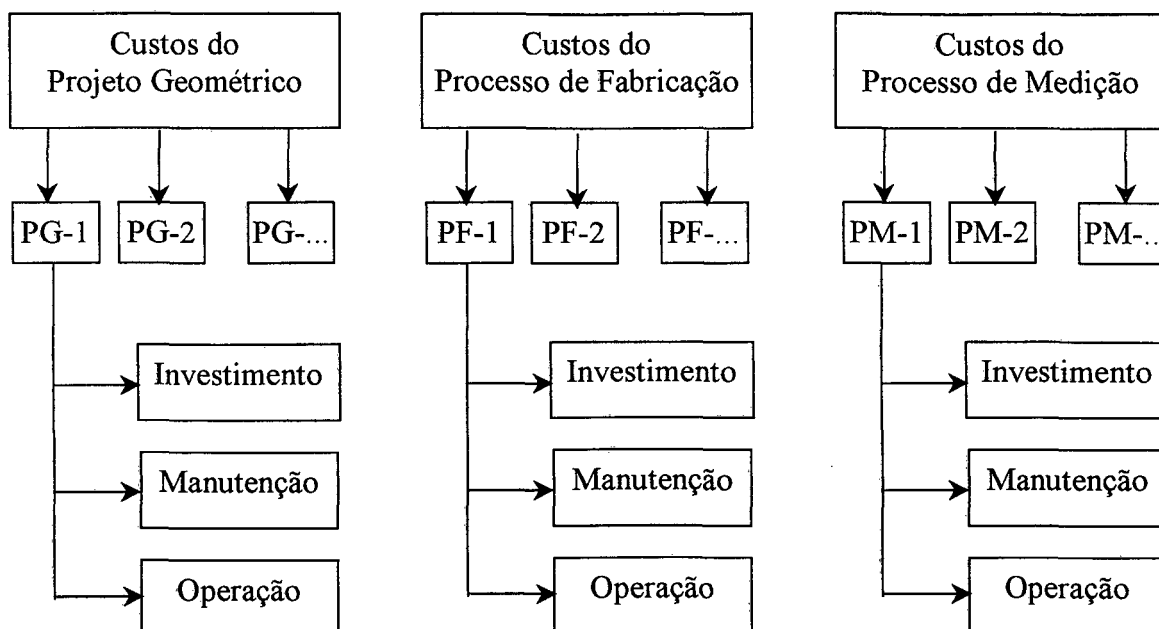 Custos do
Projeto Geométrico
Custos do
Processo de Fabricação
Custos do
Processo de Medição
PG-1
PG-2
PG-...
PF-1
PF-2
PF-...
PM-1
PM-2
PM-...
Investimento
Investimento
Investimento
Manutenção
Manutenção
Manutenção
Operação
Operação
Operação